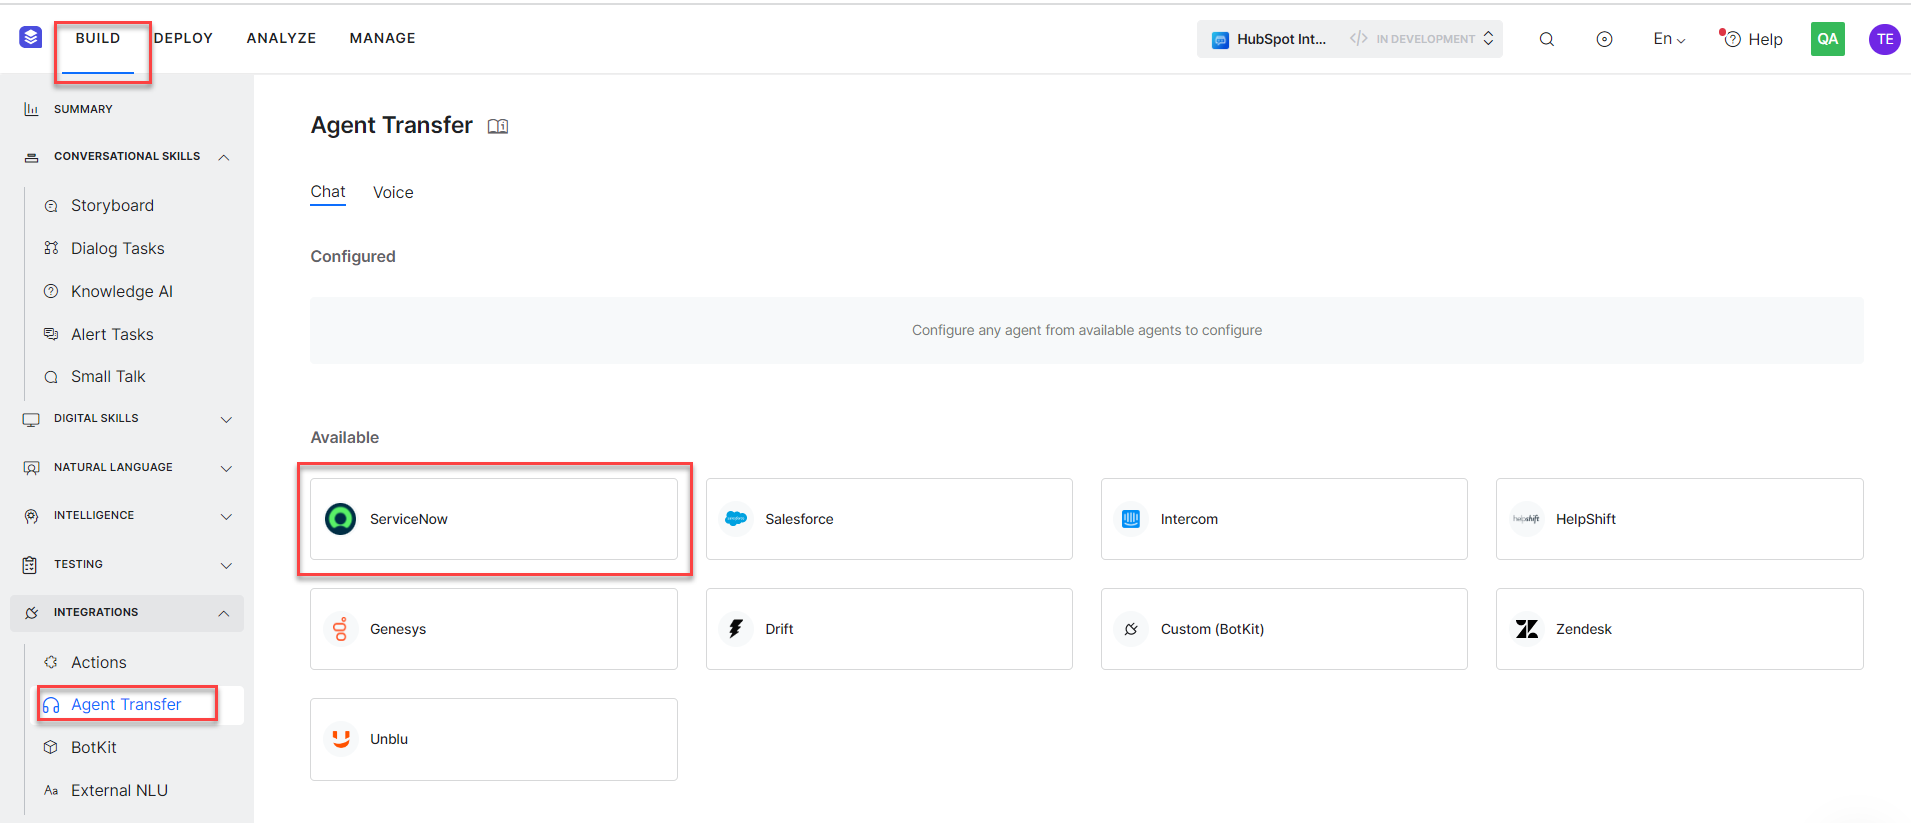 BUILD DEPLOY ANALYZE MANAGE HubSpot Int... </> IN DEVELOPMENT En Help QA TE
SUMMARY
CONVERSATIONAL SKILLS
Storyboard
Dialog Tasks
Knowledge AI
Alert Tasks
Small Talk
DIGITAL SKILLS
NATURAL LANGUAGE
INTELLIGENCE
TESTING
INTEGRATIONS
Actions
Agent Transfer
BotKit
Aa External NLU
Agent Transfer
Chat Voice
Configured
Configure any agent from available agents to configure
Available
ServiceNow
salesforce Salesforce
Intercom
helpshift HelpShift
Genesys
Drift
Custom (BotKit)
Zendesk
Unblu